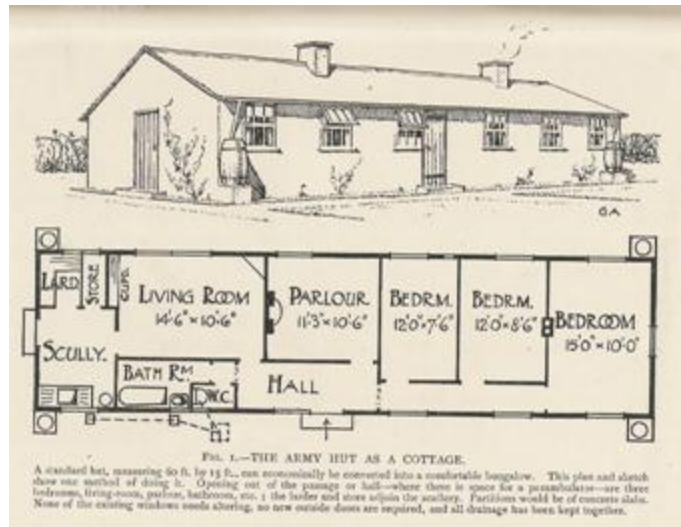 G A
LARD
STORE
CUPD.
LIVING ROOM
14'·6" × 10'·6"
PARLOUR
11'·3" × 10'·6"
BEDRM.
12'0" × 7'·6"
BEDRM.
12'·0" × 8'·6"
BEDROOM
15'·0" × 10'·0"
SCULLY.
BATH RM.
W.C.
HALL
FIG. 1.—THE ARMY HUT AS A COTTAGE.
A standard hut, measuring 60 ft. by 15 ft., can economically be converted into a comfortable bungalow. This plan and sketch
show one method of doing it. Opening out of the passage or hall—where there is space for a perambulator—are three
bedrooms, living-room, parlour, bathroom, etc. ; the larder and store adjoin the scullery. Partitions would be of concrete slabs.
None of the existing windows needs altering, no new outside doors are required, and all drainage has been kept together.